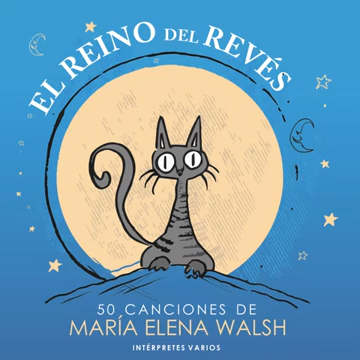 EL REINO DEL REVÉS
50 CANCIONES DE
MARÍA ELENA WALSH
INTÉRPRETES VARIOS